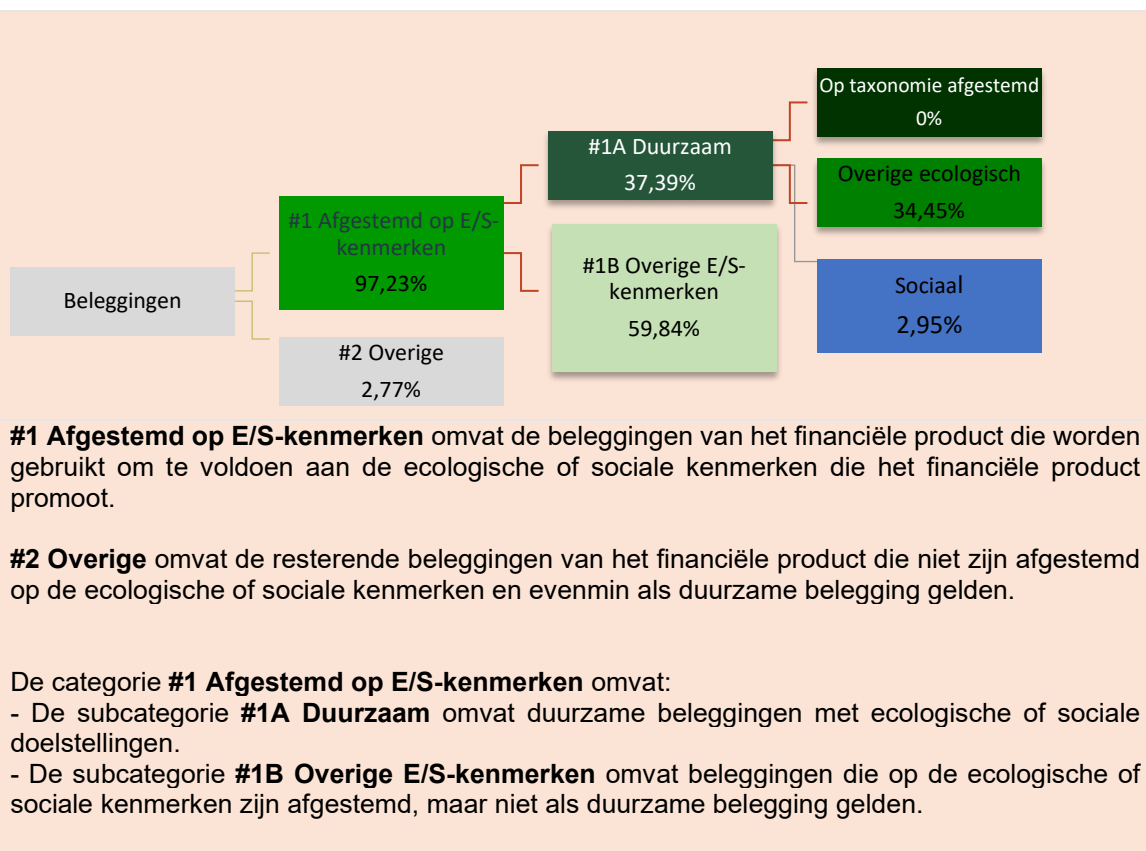 Op taxonomie afgestemd
0%
#1A Duurzaam
37,39%
Overige ecologisch
34,45%
#1 Afgestemd op E/S-
kenmerken
97,23%
#1B Overige E/S-
kenmerken
59,84%
Beleggingen
Sociaal
2,95%
#2 Overige
2,77%
#1 Afgestemd op E/S-kenmerken omvat de beleggingen van het financiële product die worden
gebruikt om te voldoen aan de ecologische of sociale kenmerken die het financiële product
promoot.
#2 Overige omvat de resterende beleggingen van het financiële product die niet zijn afgestemd
op de ecologische of sociale kenmerken en evenmin als duurzame belegging gelden.
De categorie #1 Afgestemd op E/S-kenmerken omvat:
- De subcategorie #1A Duurzaam omvat duurzame beleggingen met ecologische of sociale
doelstellingen.
- De subcategorie #1B Overige E/S-kenmerken omvat beleggingen die op de ecologische of
sociale kenmerken zijn afgestemd, maar niet als duurzame belegging gelden.